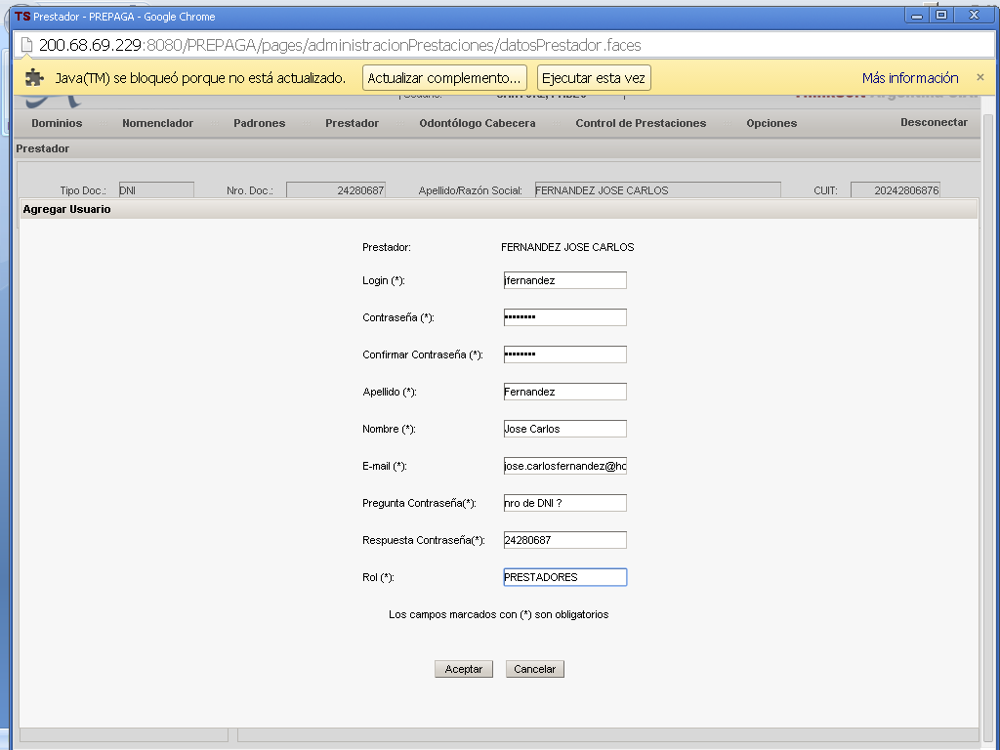 TS Prestador - PREPAGA - Google Chrome
200.68.69.229:8080/PREPAGA/pages/administracionPrestaciones/datosPrestador.faces
Java(TM) se bloqueó porque no está actualizado. Actualizar complemento... Ejecutar esta vez Más información ×
Dominios Nomenclador Padrones Prestador Odontólogo Cabecera Control de Prestaciones Opciones Desconectar
Prestador
Tipo Doc.: DNI Nro. Doc.: 24280687 Apellido/Razón Social: FERNANDEZ JOSE CARLOS CUIT: 20242806876
Agregar Usuario
Prestador: FERNANDEZ JOSE CARLOS
Login (*): jfernandez
Contraseña (*): ••••••••
Confirmar Contraseña (*): ••••••••
Apellido (*): Fernandez
Nombre (*): Jose Carlos
E-mail (*): jose.carlosfernandez@ho
Pregunta Contraseña(*): nro de DNI ?
Respuesta Contraseña(*): 24280687
Rol (*): PRESTADORES
Los campos marcados con (*) son obligatorios
Aceptar Cancelar